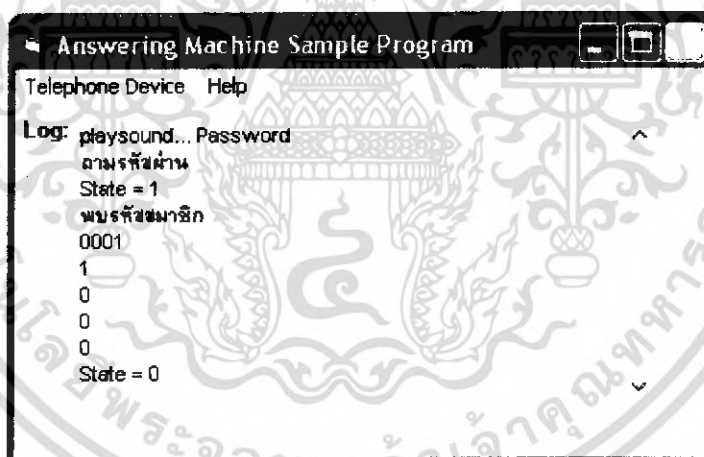 Answering Machine Sample Program
Telephone Device Help
Log: playsound... Password
ถามรหัสผ่าน
State = 1
พบรหัสสมาชิก
0001
1
0
0
0
State = 0